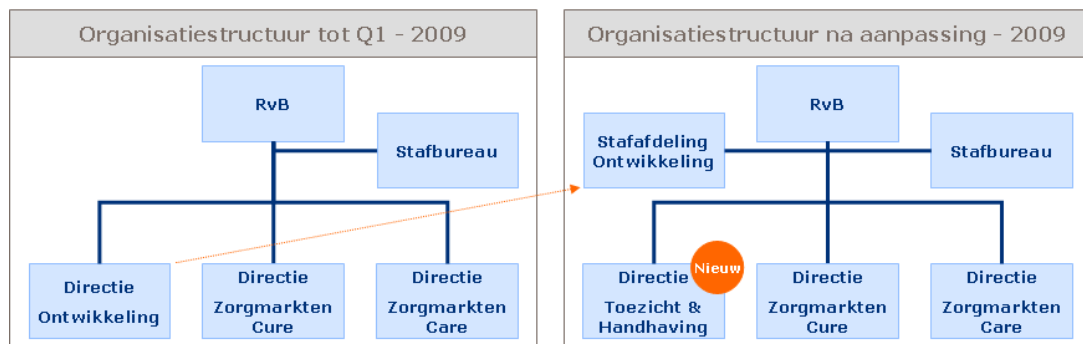 Organisatiestructuur tot Q1 - 2009
RvB
Stafbureau
Directie
Ontwikkeling
Directie
Zorgmarkten
Cure
Directie
Zorgmarkten
Care
Organisatiestructuur na aanpassing - 2009
RvB
Stafafdeling
Ontwikkeling
Stafbureau
Nieuw
Directie
Toezicht &
Handhaving
Directie
Zorgmarkten
Cure
Directie
Zorgmarkten
Care